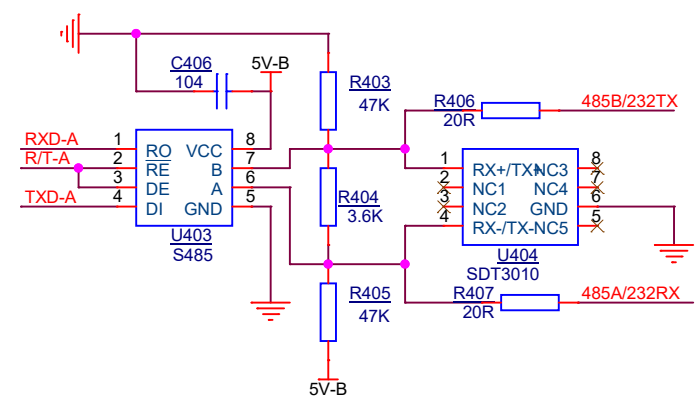 C406
104
5V-B
R403
47K
R406
20R
485B/232TX
RXD-A
R/T-A
TXD-A
1
2
3
4
RO
RE
DE
DI
VCC
B
A
GND
8
7
6
5
U403
S485
R404
3.6K
R405
47K
5V-B
1
2
3
4
RX+/TX+
NC1
NC2
RX-/TX-
NC3
NC4
GND
NC5
8
7
6
5
U404
SDT3010
R407
20R
485A/232RX